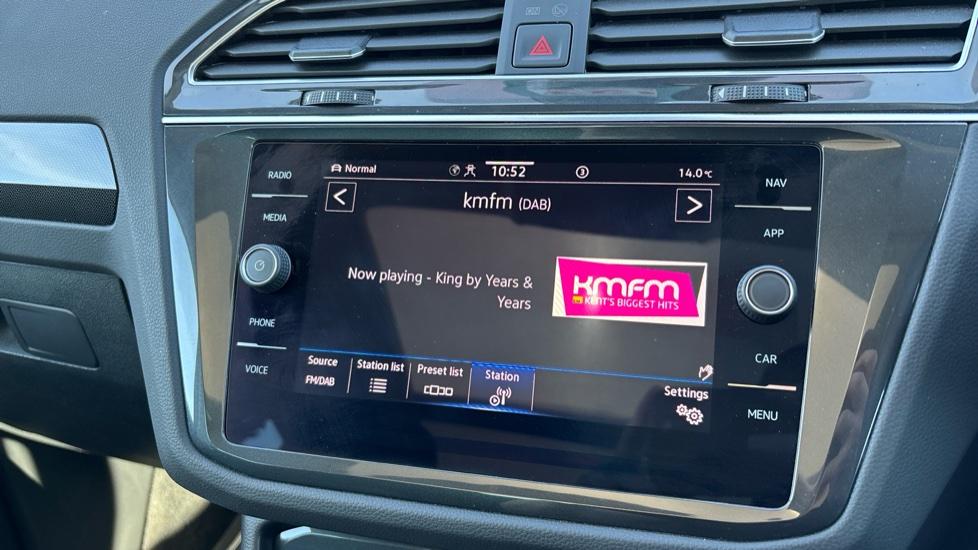 RADIO
MEDIA
PHONE
VOICE
Normal
10:52
3
14.0°C
<
kmfm (DAB)
>
Now playing - King by Years &
Years
KMFM
KENT'S BIGGEST HITS
Source
FM/DAB
Station list
Preset list
Station
Settings
NAV
APP
CAR
MENU